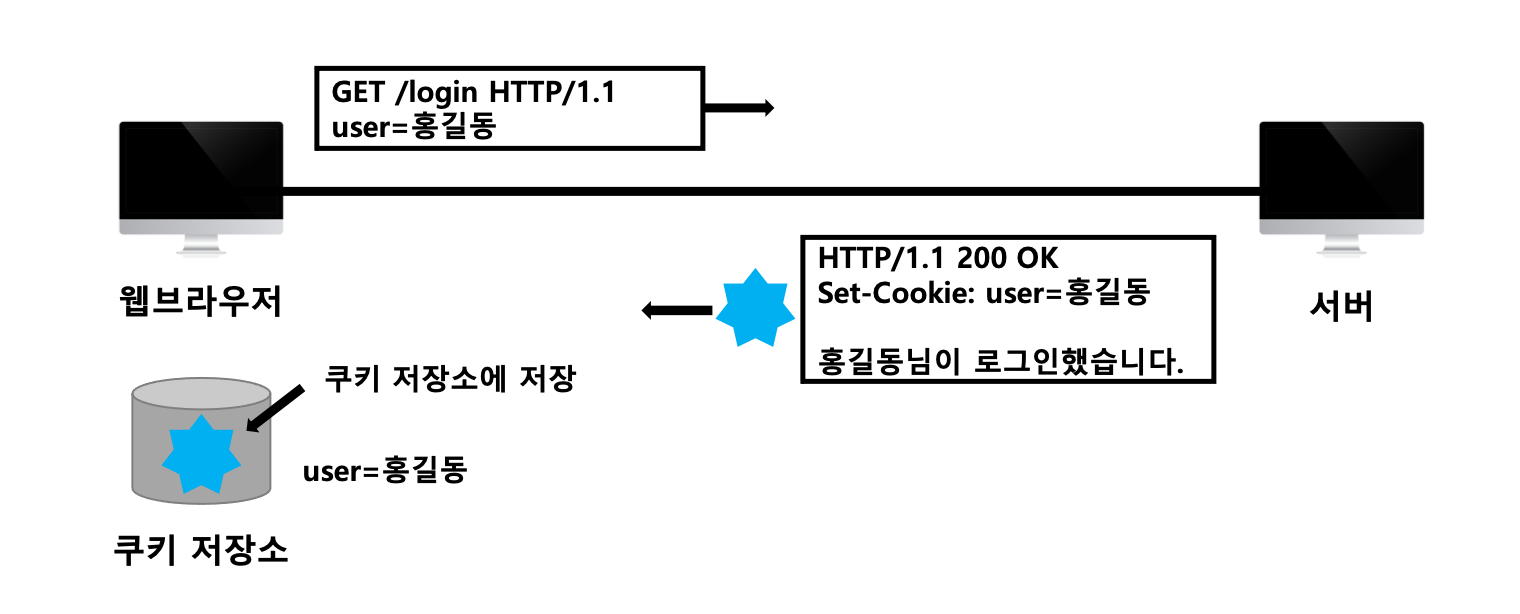 GET /login HTTP/1.1
user=홍길동
웹브라우저
HTTP/1.1 200 OK
Set-Cookie: user=홍길동
홍길동님이 로그인했습니다.
서버
쿠키 저장소에 저장
user=홍길동
쿠키 저장소